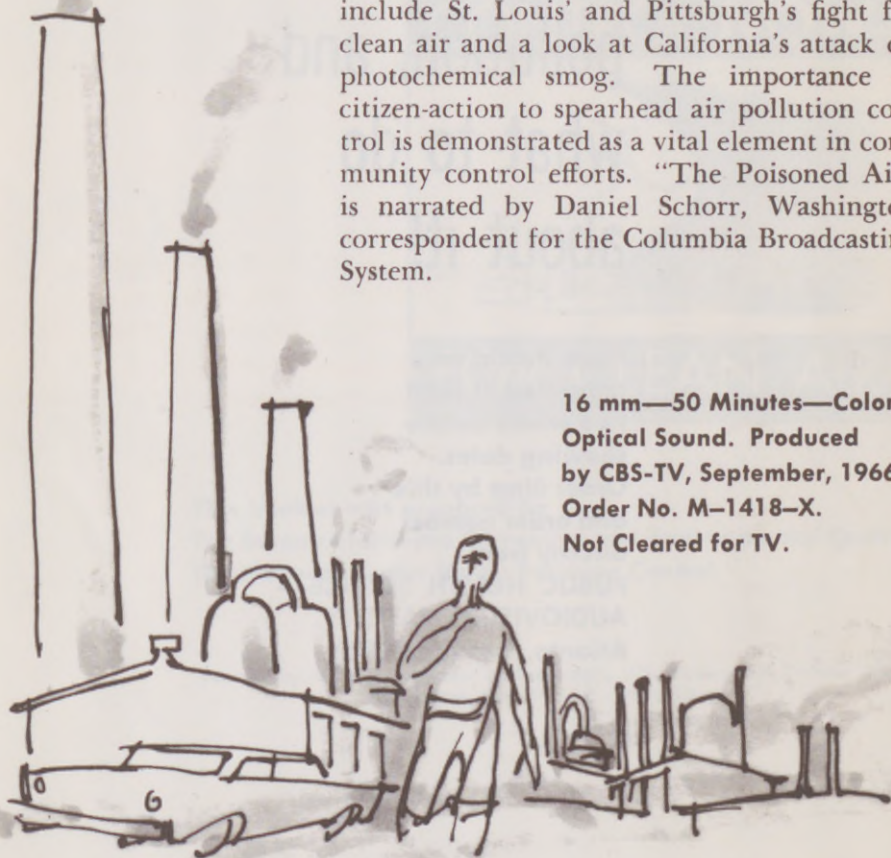 include St. Louis' and Pittsburgh's fight f
clean air and a look at California's attack
photochemical smog. The importance
citizen-action to spearhead air pollution co
trol is demonstrated as a vital element in co
munity control efforts. "The Poisoned Ai
is narrated by Daniel Schorr, Washingt
correspondent for the Columbia Broadcasti
System.
16 mm—50 Minutes—Color
Optical Sound. Produced
by CBS-TV, September, 1966
Order No. M–1418–X.
Not Cleared for TV.